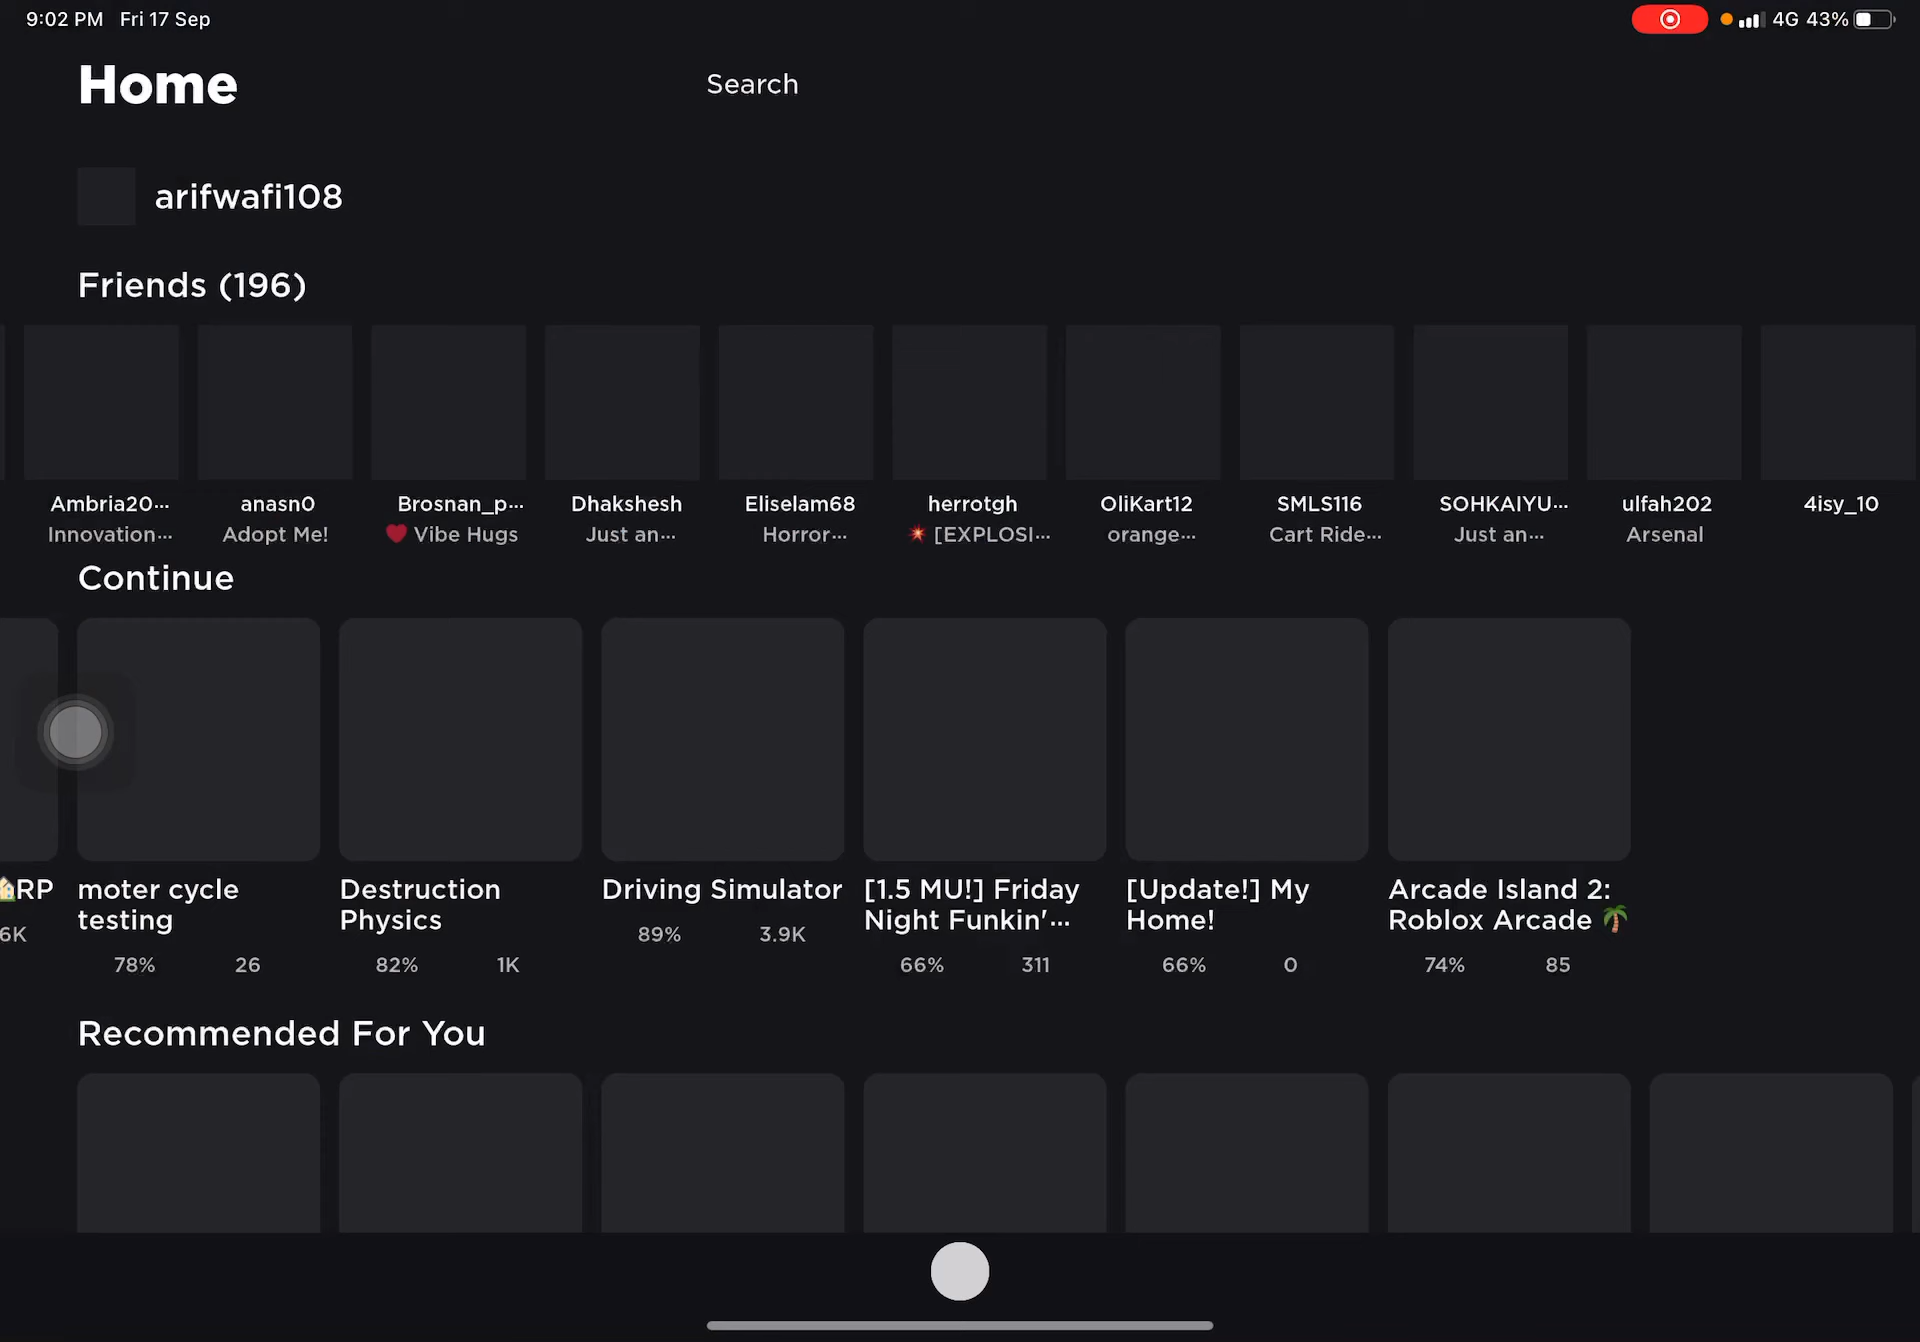 9:02 PM Fri 17 Sep 4G 43%
Home Search
arifwafi108
Friends (196)
Ambria20... anasn0 Brosnan_p... Dhakshesh Eliselam68 herrotgh OliKart12 SMLS116 SOHKAIYU... ulfah202 4isy_10
Innovation... Adopt Me! ❤️ Vibe Hugs Just an... Horror... 💥 [EXPLOSI... orange... Cart Ride... Just an... Arsenal
Continue
🏠RP
6K
moter cycle
testing
78% 26
Destruction
Physics
82% 1K
Driving Simulator
89% 3.9K
[1.5 MU!] Friday
Night Funkin'...
66% 311
[Update!] My
Home!
66% 0
Arcade Island 2:
Roblox Arcade 🌴
74% 85
Recommended For You